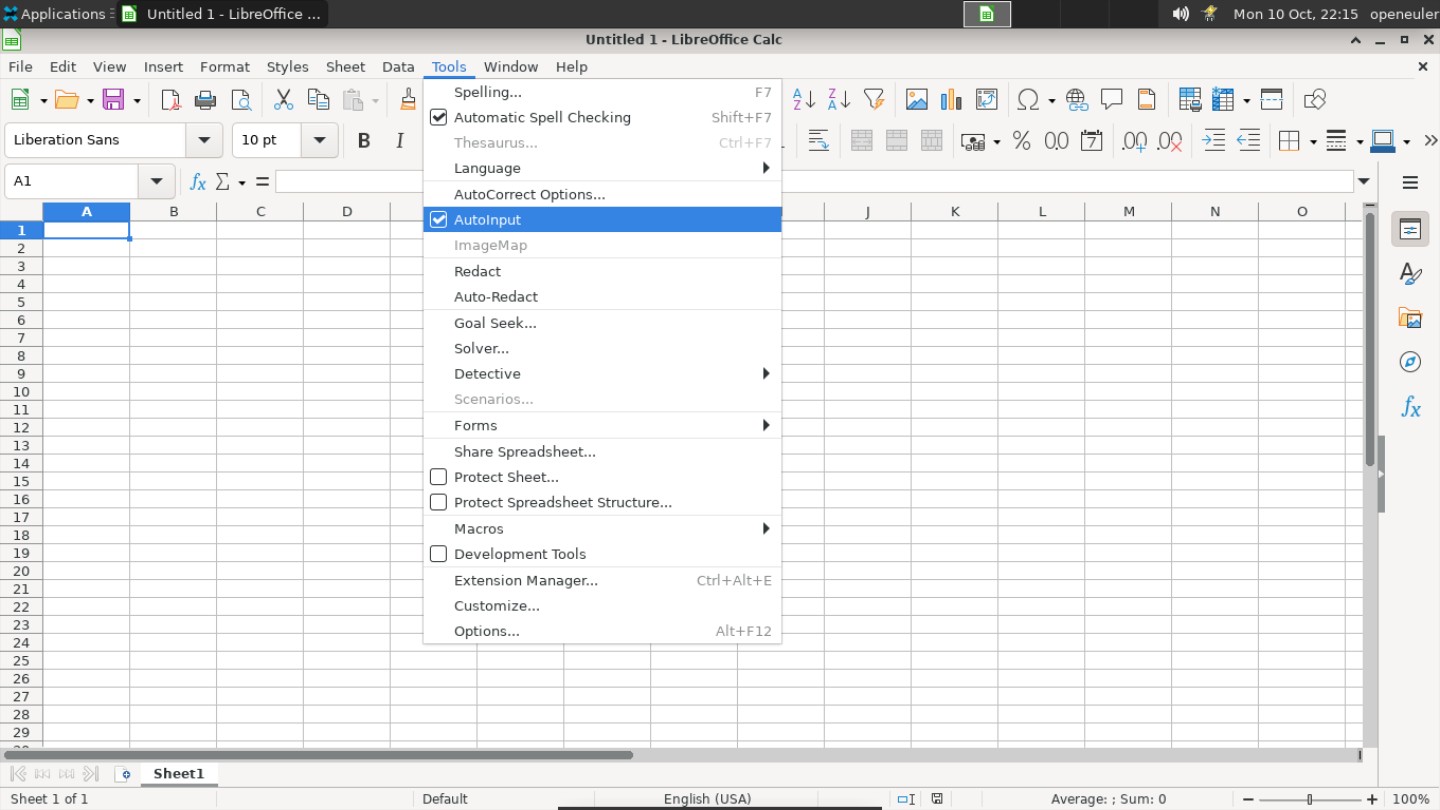 Applications
Untitled 1 - LibreOffice ...
Mon 10 Oct, 22:15
openeuler
Untitled 1 - LibreOffice Calc
File Edit View Insert Format Styles Sheet Data Tools Window Help
Liberation Sans
10 pt
B I
A1
A B C D J K L M N O
1
2
3
4
5
6
7
8
9
10
11
12
13
14
15
16
17
18
19
20
21
22
23
24
25
26
27
28
29
Spelling... F7
Automatic Spell Checking Shift+F7
Thesaurus... Ctrl+F7
Language
AutoCorrect Options...
AutoInput
ImageMap
Redact
Auto-Redact
Goal Seek...
Solver...
Detective
Scenarios...
Forms
Share Spreadsheet...
Protect Sheet...
Protect Spreadsheet Structure...
Macros
Development Tools
Extension Manager... Ctrl+Alt+E
Customize...
Options... Alt+F12
Sheet1
Sheet 1 of 1
Default
English (USA)
Average: ; Sum: 0
100%